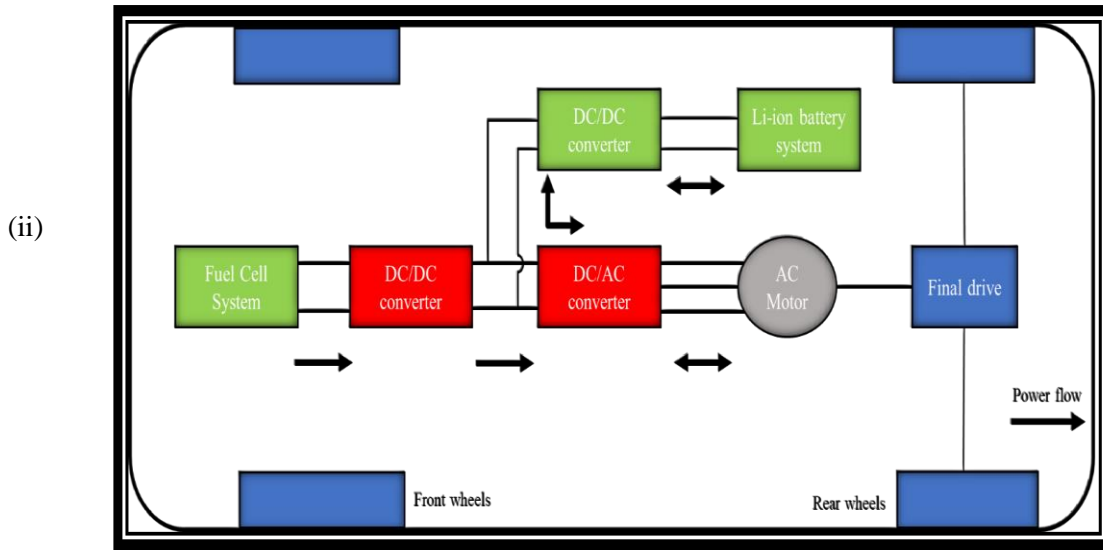 (ii)
DC/DC
converter
Li-ion battery
system
Fuel Cell
System
DC/DC
converter
DC/AC
converter
AC
Motor
Final drive
Power flow
Front wheels
Rear wheels